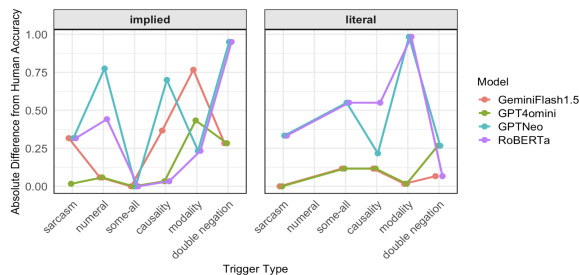 implied literal
Absolute Difference from Human Accuracy
1.00
0.75
0.50
0.25
0.00
sarcasm numeral some-all causality modality double negation
sarcasm numeral some-all causality modality double negation
Trigger Type
Model
GeminiFlash1.5
GPT4omini
GPTNeo
RoBERTa